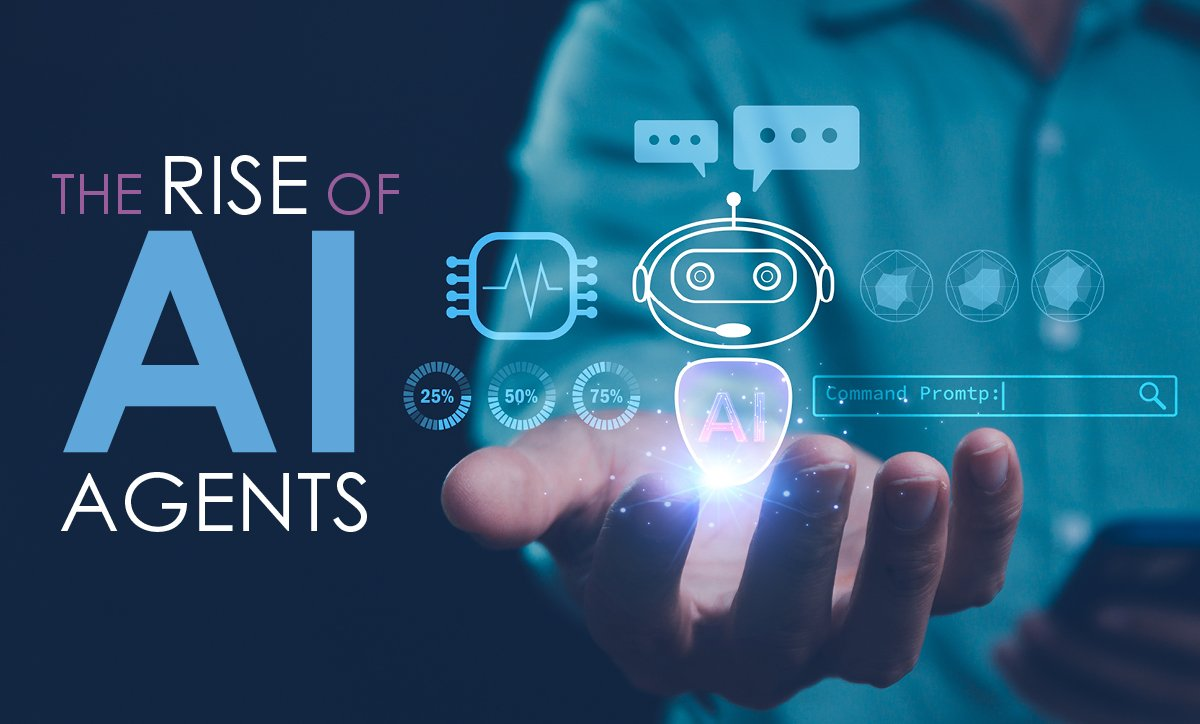 THE RISE OF
AI
AGENTS
25%
50%
75%
AI
Command Promtp: